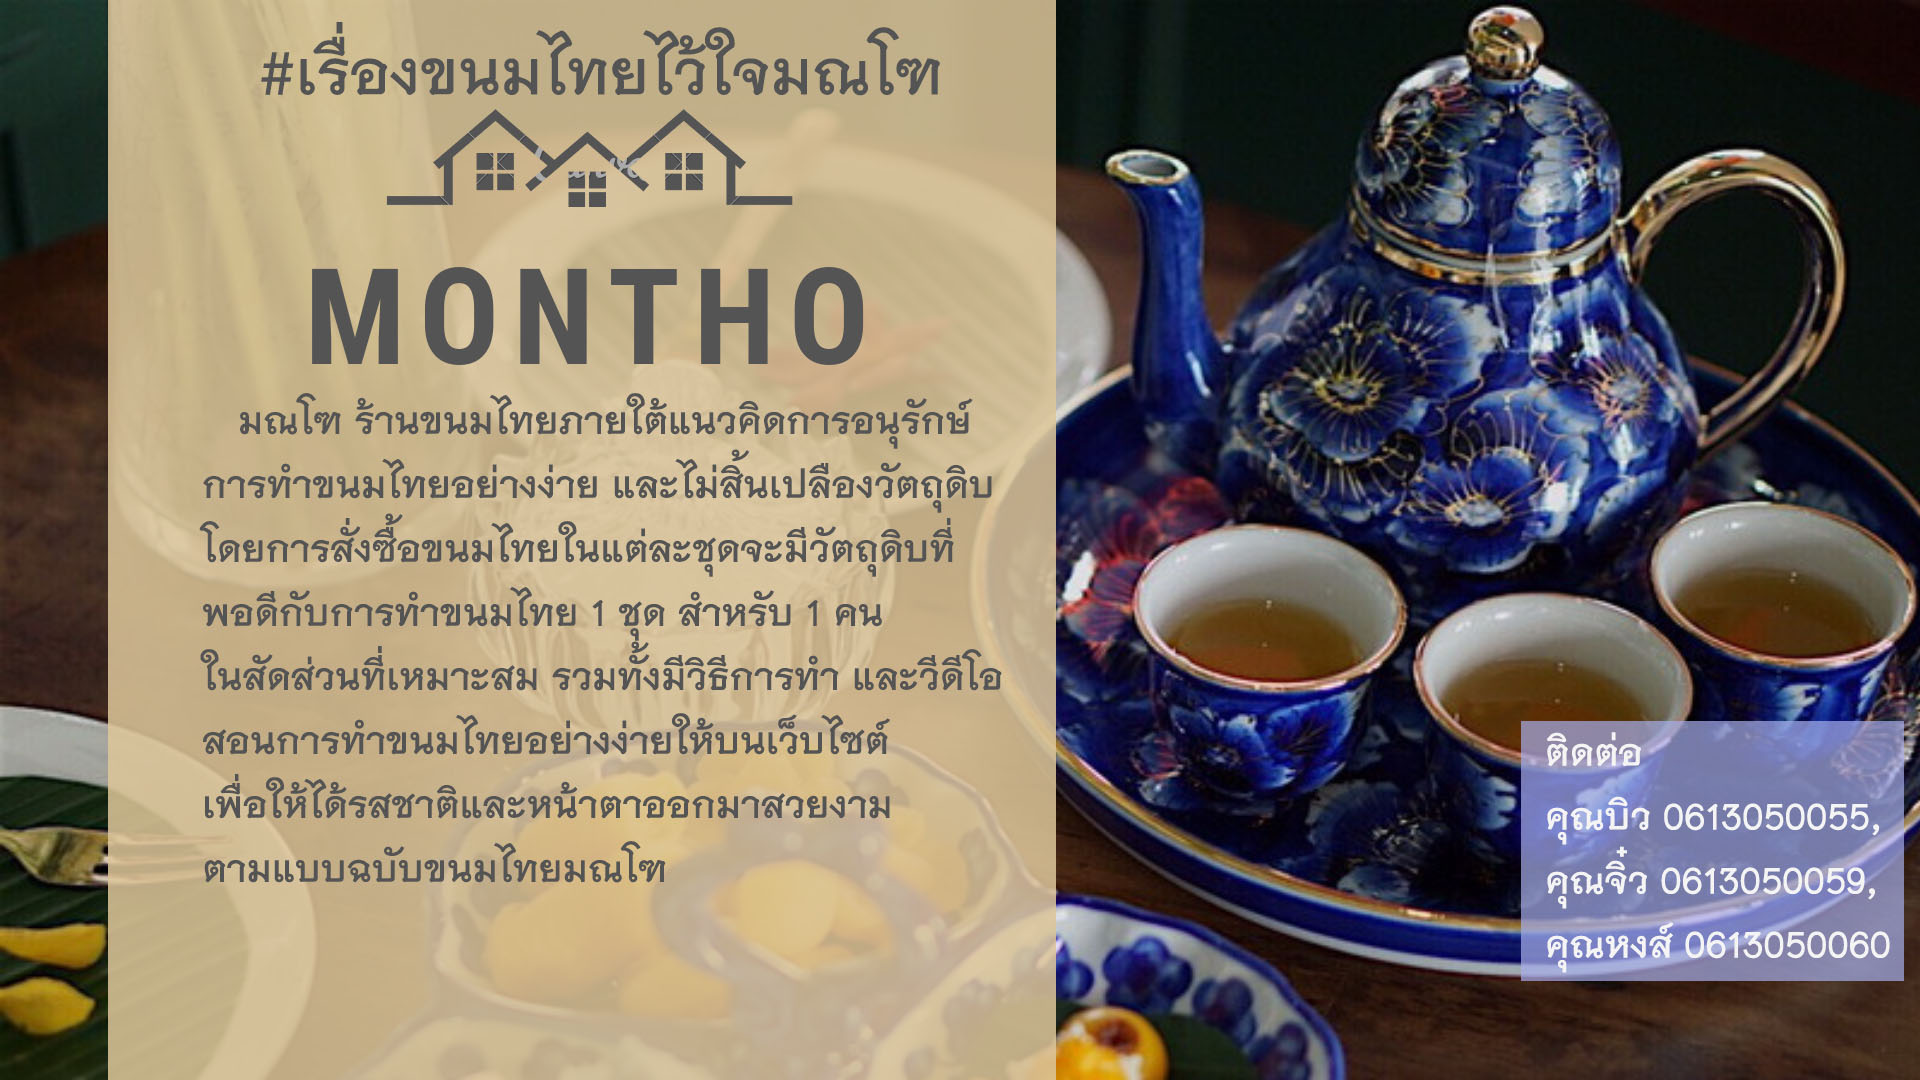 #เรื่องขนมไทยไว้ใจมณโฑ
MONTHO
มณโฑ ร้านขนมไทยภายใต้แนวคิดการอนุรักษ์
การทำขนมไทยอย่างง่าย และไม่สิ้นเปลืองวัตถุดิบ
โดยการสั่งซื้อขนมไทยในแต่ละชุดจะมีวัตถุดิบที่
พอดีกับการทำขนมไทย 1 ชุด สำหรับ 1 คน
ในสัดส่วนที่เหมาะสม รวมทั้งมีวิธีการทำ และวีดีโอ
สอนการทำขนมไทยอย่างง่ายให้บนเว็บไซต์
เพื่อให้ได้รสชาติและหน้าตาออกมาสวยงาม
ตามแบบฉบับขนมไทยมณโฑ
ติดต่อ
คุณบิว 0613050055,
คุณจิ๋ว 0613050059,
คุณหงส์ 0613050060